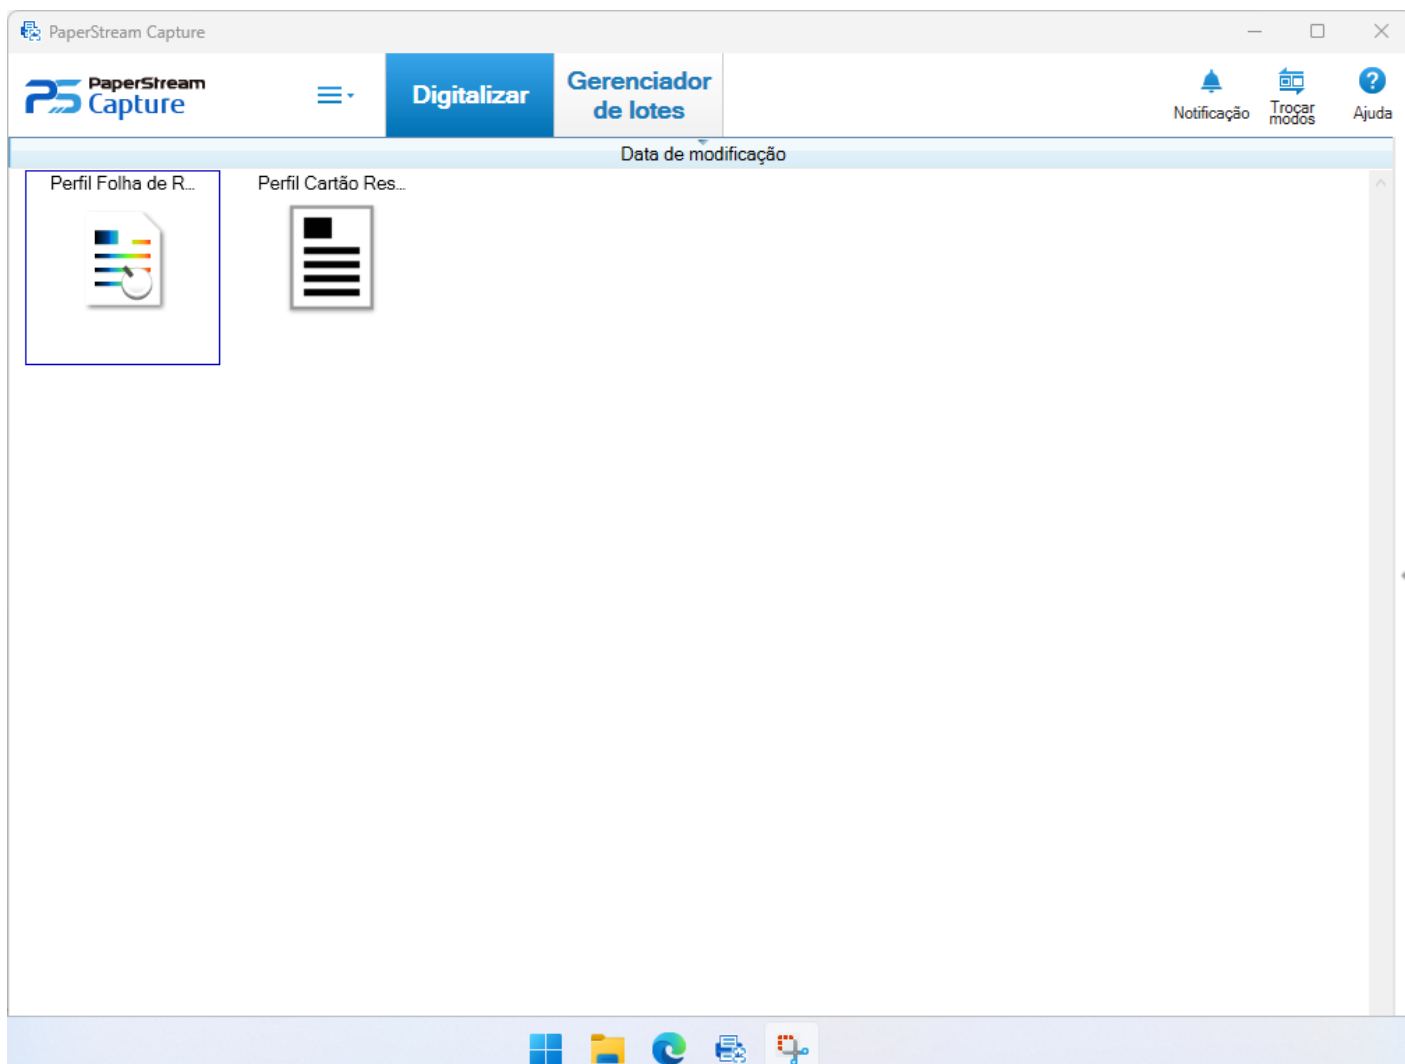 PaperStream Capture
PaperStream
Capture
Digitalizar
Gerenciador
de lotes
Notificação
Trocar
modos
Ajuda
Data de modificação
Perfil Folha de R...
Perfil Cartão Res...